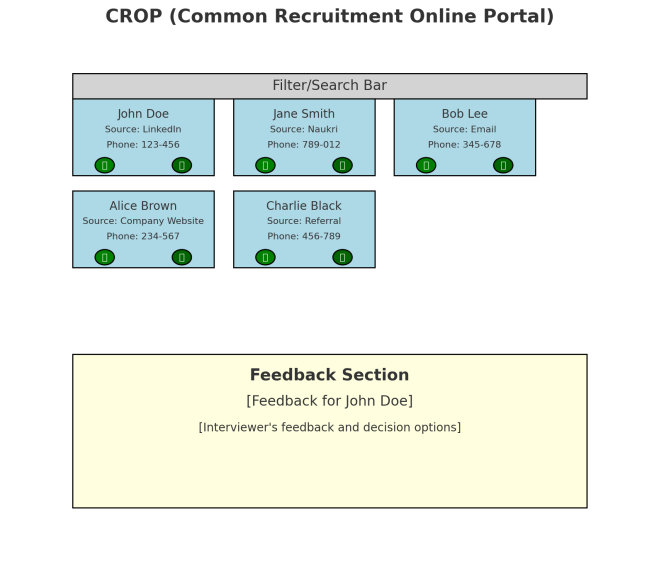 CROP (Common Recruitment Online Portal)
Filter/Search Bar
John Doe
Source: LinkedIn
Phone: 123-456
Jane Smith
Source: Naukri
Phone: 789-012
Bob Lee
Source: Email
Phone: 345-678
Alice Brown
Source: Company Website
Phone: 234-567
Charlie Black
Source: Referral
Phone: 456-789
Feedback Section
[Feedback for John Doe]
[Interviewer's feedback and decision options]